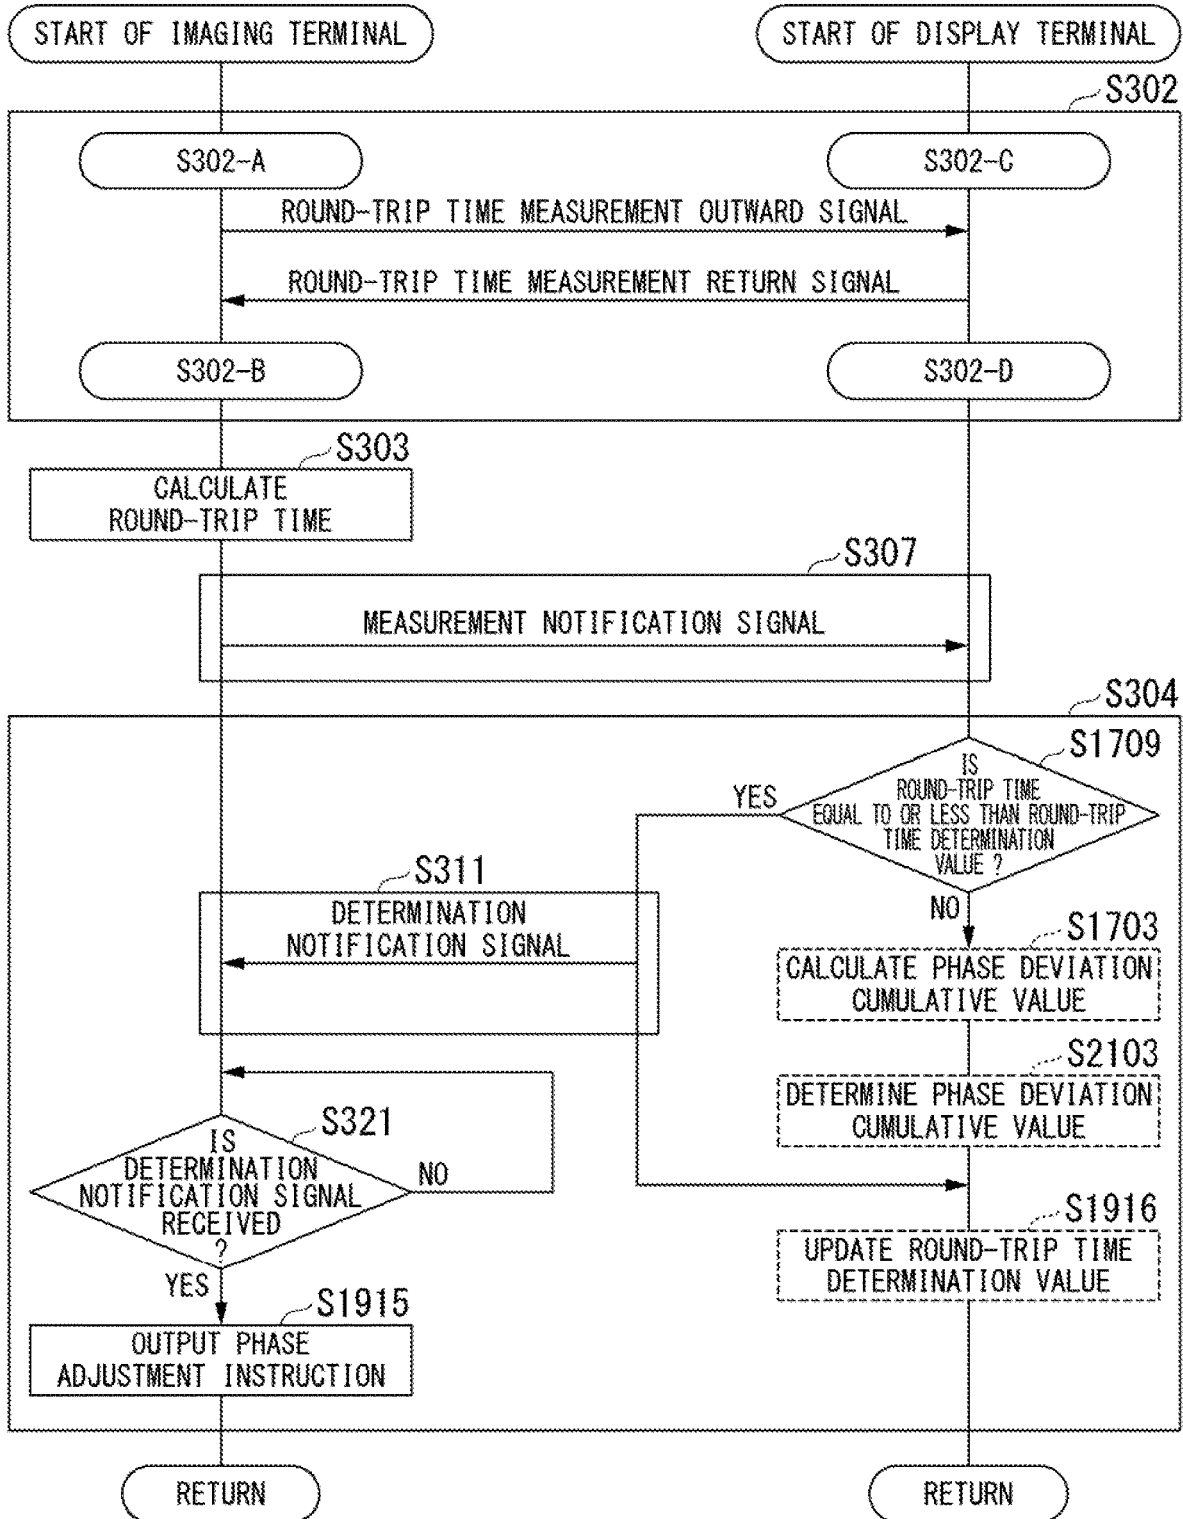 START OF IMAGING TERMINAL
START OF DISPLAY TERMINAL
S302
S302-A
S302-C
ROUND-TRIP TIME MEASUREMENT OUTWARD SIGNAL
ROUND-TRIP TIME MEASUREMENT RETURN SIGNAL
S302-B
S302-D
S303
CALCULATE
ROUND-TRIP TIME
S307
MEASUREMENT NOTIFICATION SIGNAL
S304
S1709
IS
ROUND-TRIP TIME
EQUAL TO OR LESS THAN ROUND-TRIP
TIME DETERMINATION
VALUE ?
YES
NO
S311
DETERMINATION
NOTIFICATION SIGNAL
S1703
CALCULATE PHASE DEVIATION
CUMULATIVE VALUE
S2103
DETERMINE PHASE DEVIATION
CUMULATIVE VALUE
S321
IS
DETERMINATION
NOTIFICATION SIGNAL
RECEIVED
?
NO
YES
S1916
UPDATE ROUND-TRIP TIME
DETERMINATION VALUE
S1915
OUTPUT PHASE
ADJUSTMENT INSTRUCTION
RETURN
RETURN